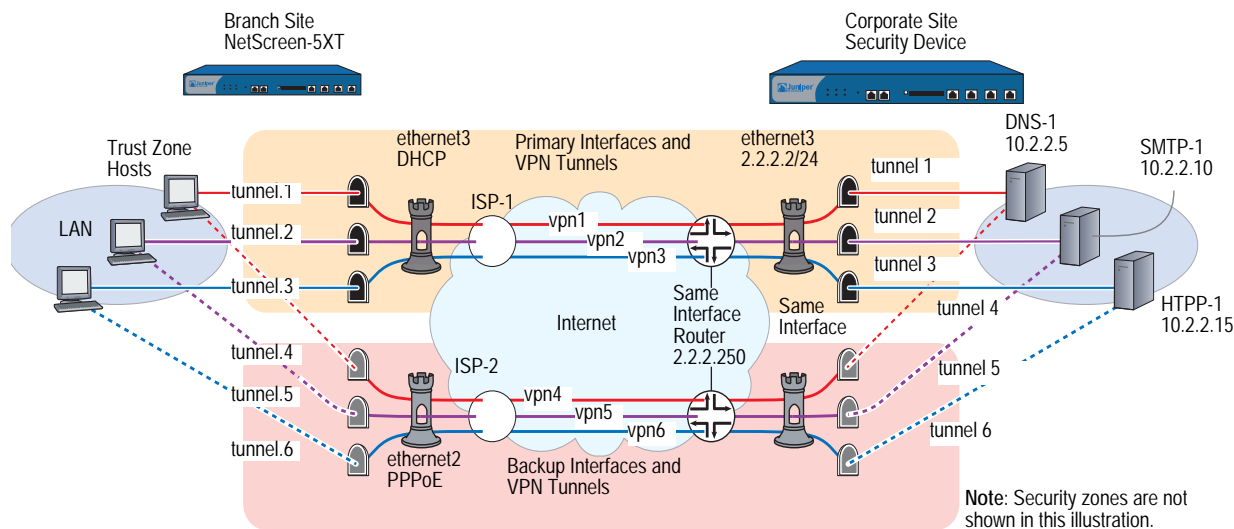 Branch Site
NetScreen-5XT
Corporate Site
Security Device
Juniper
Juniper
Trust Zone
Hosts
LAN
ethernet3
DHCP
Primary Interfaces and
VPN Tunnels
ethernet3
2.2.2.2/24
DNS-1
10.2.2.5
SMTP-1
10.2.2.10
HTPP-1
10.2.2.15
tunnel.1
tunnel.2
tunnel.3
ISP-1
vpn1
vpn2
vpn3
tunnel 1
tunnel 2
tunnel 3
Internet
Same
Interface
Router
2.2.2.250
Same
Interface
tunnel 4
tunnel 5
tunnel 6
tunnel.4
tunnel.5
tunnel.6
ISP-2
vpn4
vpn5
vpn6
ethernet2
PPPoE
Backup Interfaces and
VPN Tunnels
Note: Security zones are not
shown in this illustration.